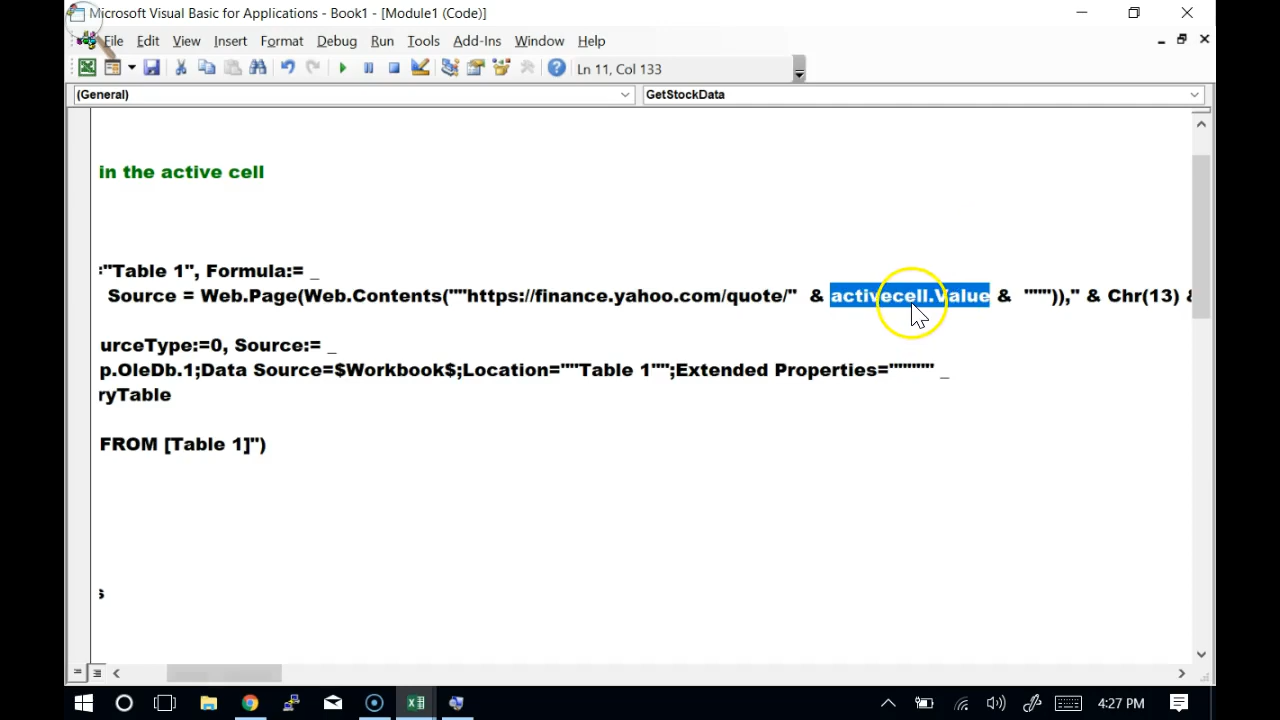 Microsoft Visual Basic for Applications - Book1 - [Module1 (Code)]
File Edit View Insert Format Debug Run Tools Add-Ins Window Help
Ln 11, Col 133
(General) GetStockData
in the active cell
:="Table 1", Formula:= _
Source = Web.Page(Web.Contents(""https://finance.yahoo.com/quote/" & activecell.Value & """))," & Chr(13) &
urceType:=0, Source:= _
p.OleDb.1;Data Source=$Workbook$;Location=""Table 1"";Extended Properties=""""" _
ryTable
FROM [Table 1]")
s
4:27 PM